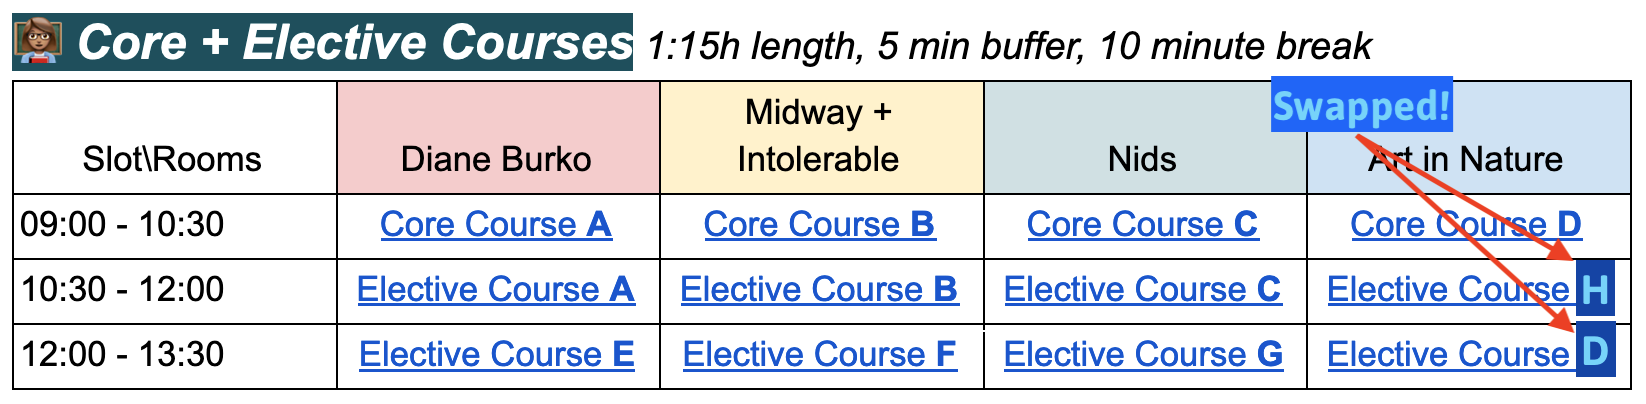 Core + Elective Courses 1:15h length, 5 min buffer, 10 minute break
Swapped!
Slot\Rooms Diane Burko Midway + Intolerable Nids Art in Nature
09:00 - 10:30 Core Course A Core Course B Core Course C Core Course D
10:30 - 12:00 Elective Course A Elective Course B Elective Course C Elective Course H
12:00 - 13:30 Elective Course E Elective Course F Elective Course G Elective Course D